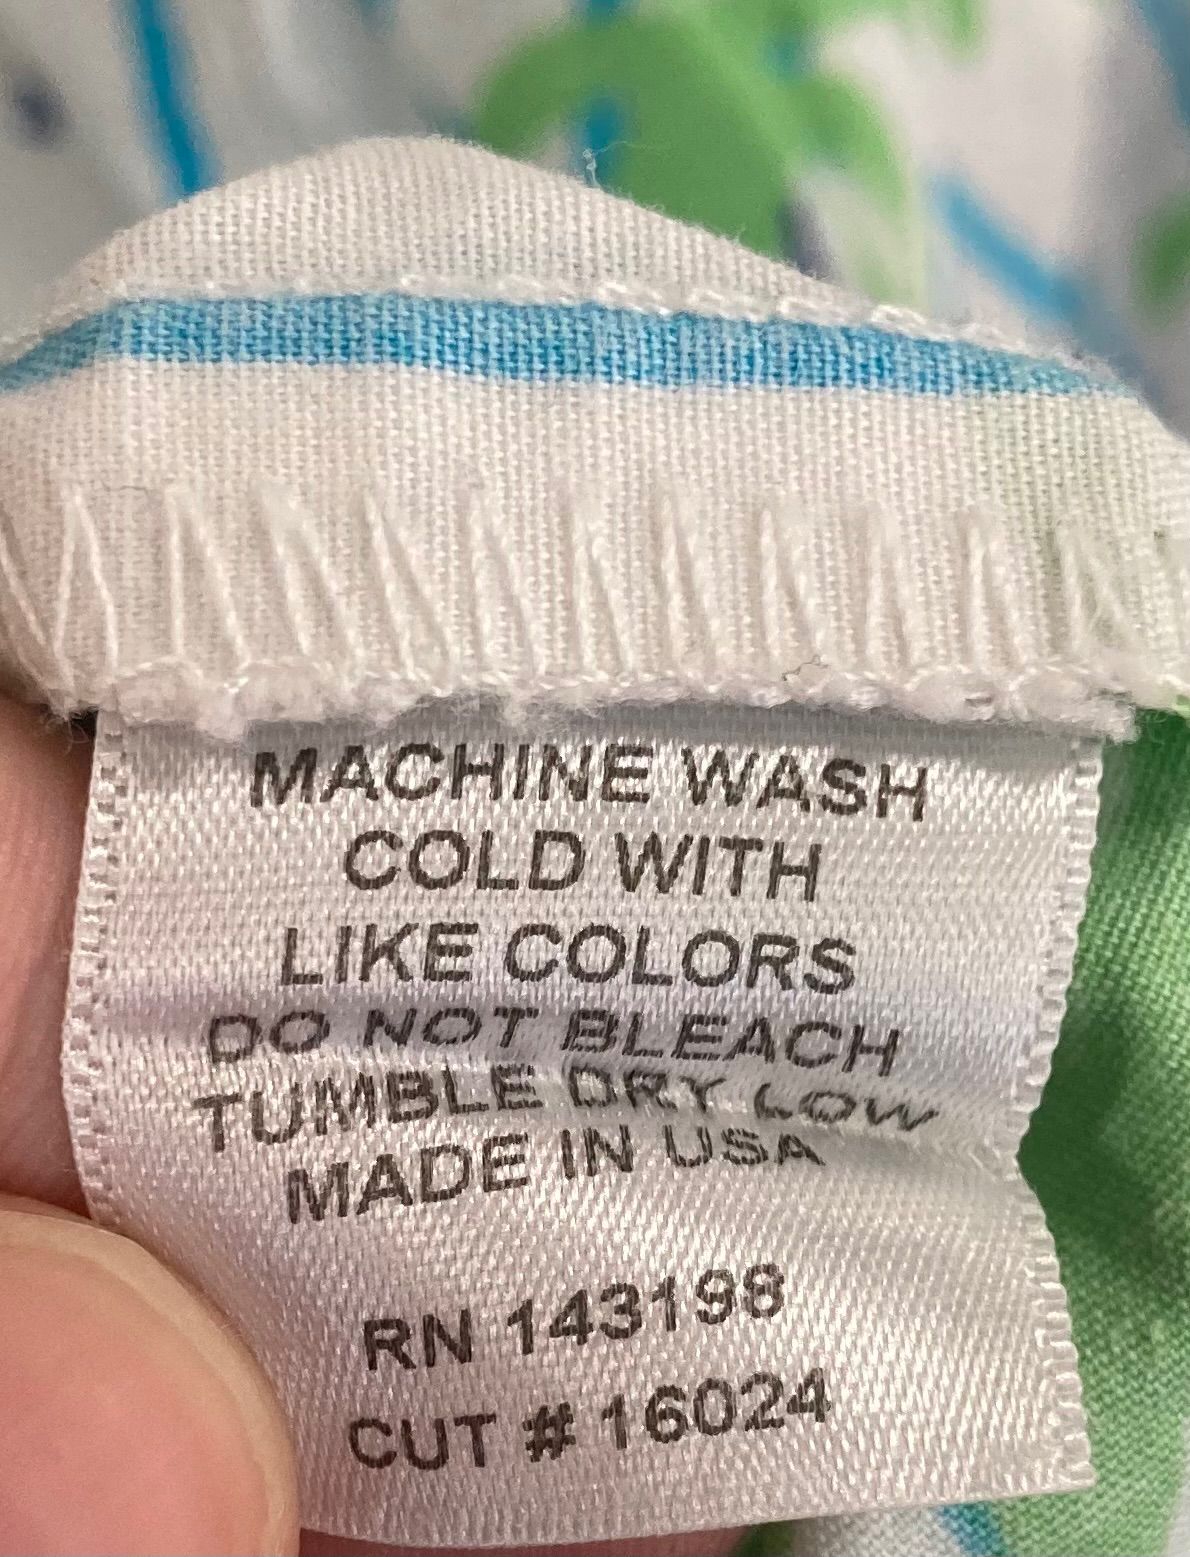 MACHINE WASH
COLD WITH
LIKE COLORS
DO NOT BLEACH
TUMBLE DRY LOW
MADE IN USA
RN 143198
CUT # 16024